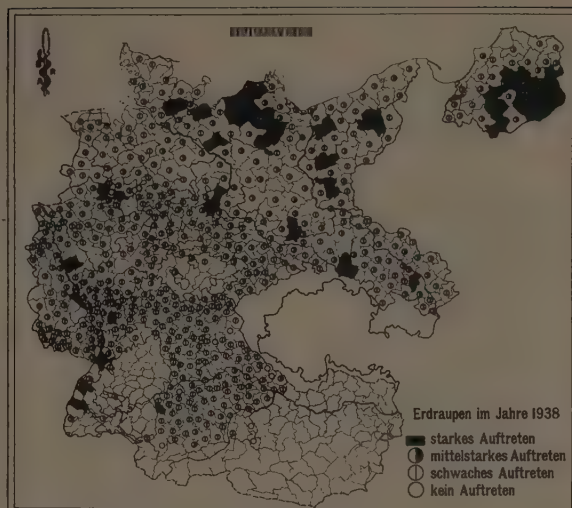 Erdraupen im Jahre 1938
starkes Auftreten
mittelstarkes Auftreten
schwaches Auftreten
kein Auftreten